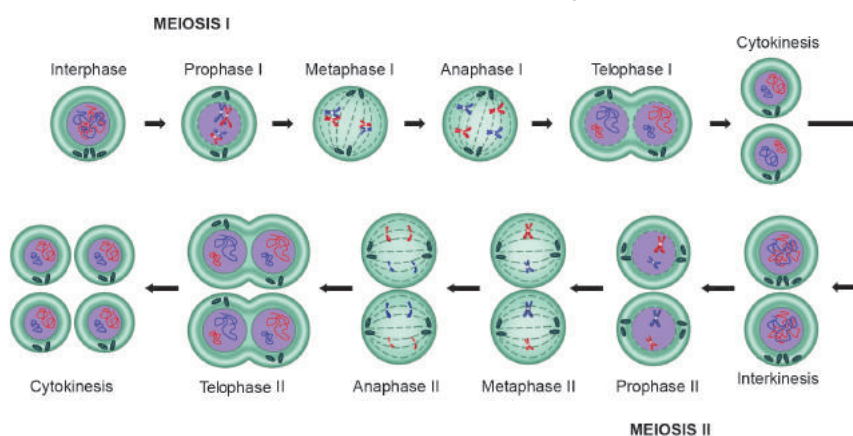 MEIOSIS I
Interphase
Prophase I
Metaphase I
Anaphase I
Telophase I
Cytokinesis
Cytokinesis
Telophase II
Anaphase II
Metaphase II
Prophase II
Interkinesis
MEIOSIS II